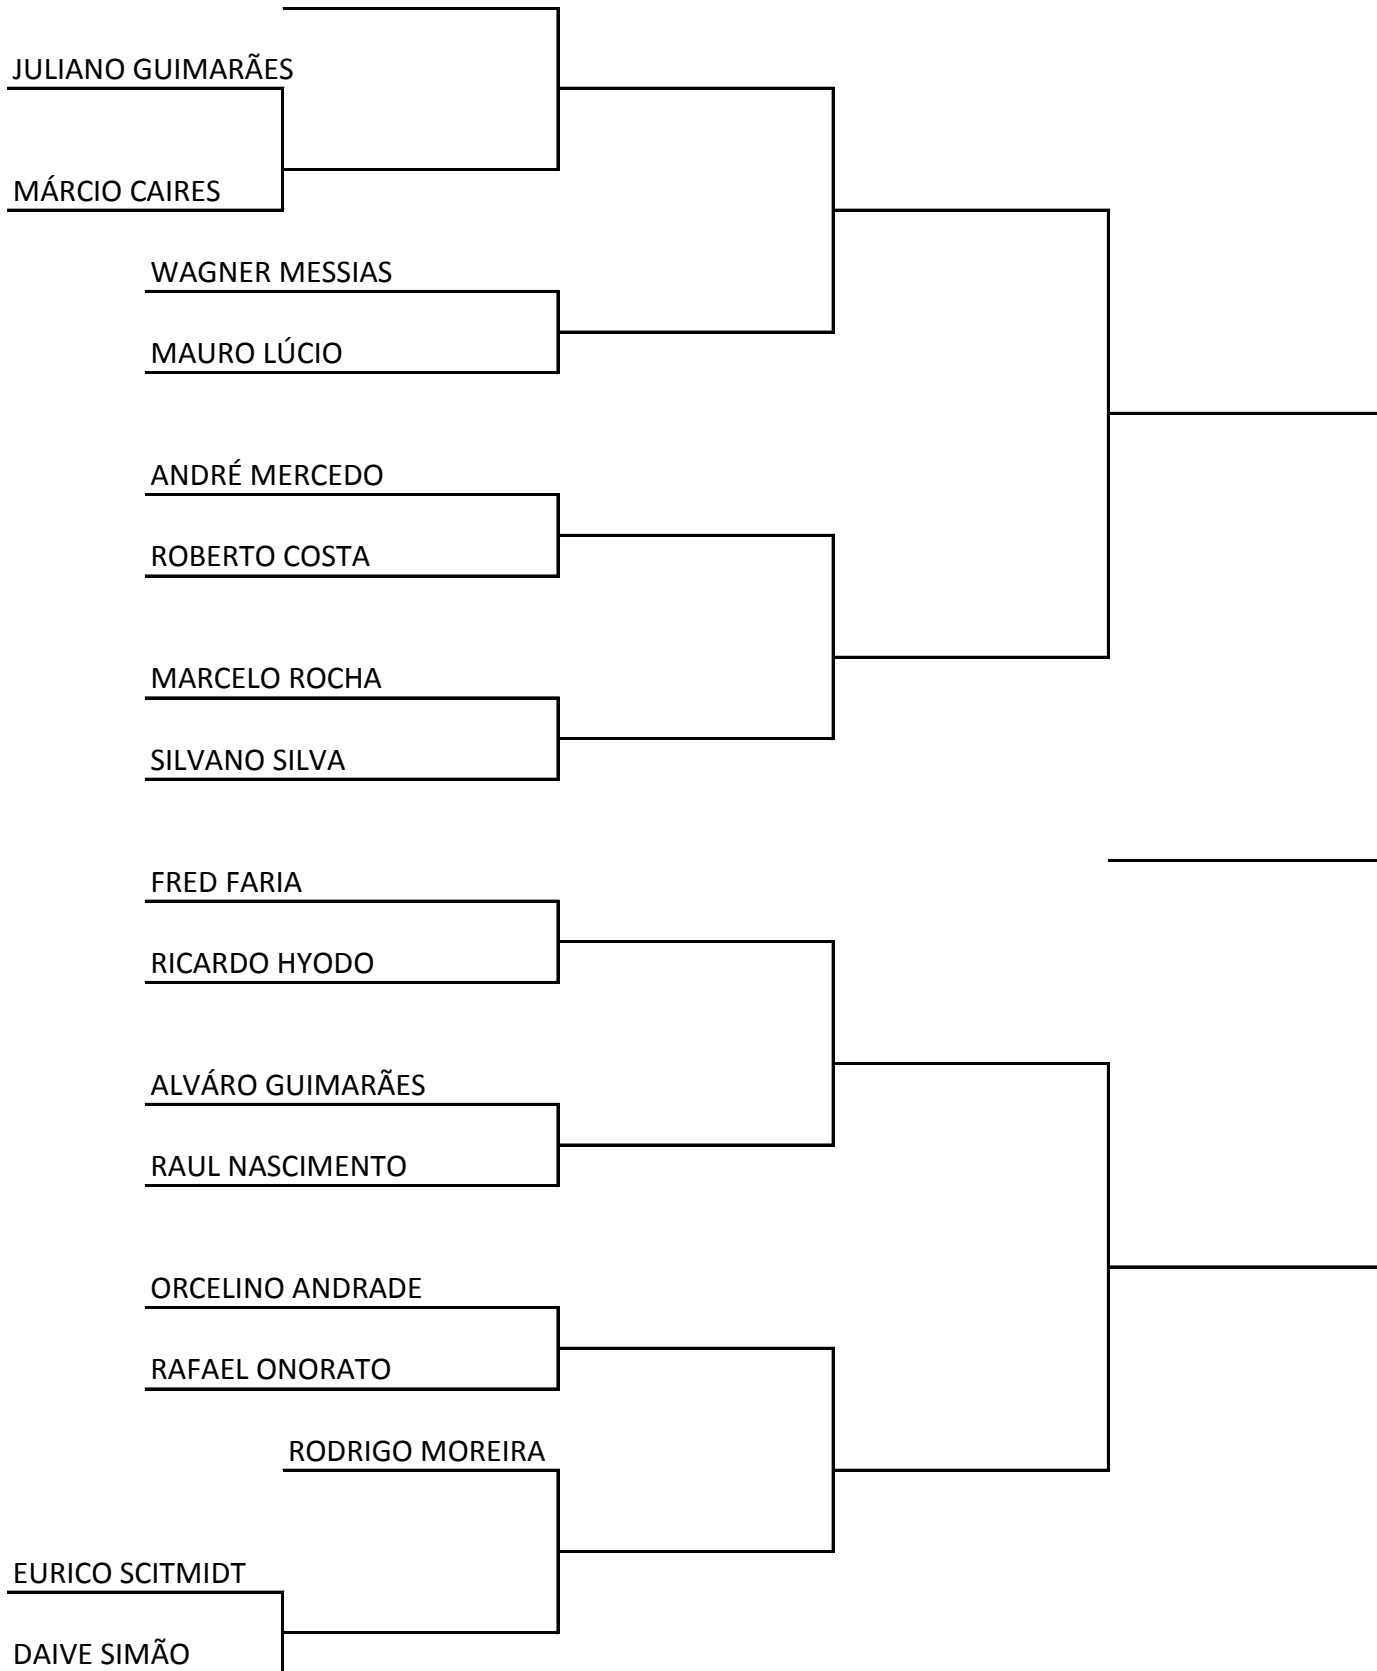 JULIANO GUIMARÃES
MÁRCIO CAIRES
WAGNER MESSIAS
MAURO LÚCIO
ANDRÉ MERCEDO
ROBERTO COSTA
MARCELO ROCHA
SILVANO SILVA
FRED FARIA
RICARDO HYODO
ALVÁRO GUIMARÃES
RAUL NASCIMENTO
ORCELINO ANDRADE
RAFAEL ONORATO
RODRIGO MOREIRA
EURICO SCITMIDT
DAIVE SIMÃO